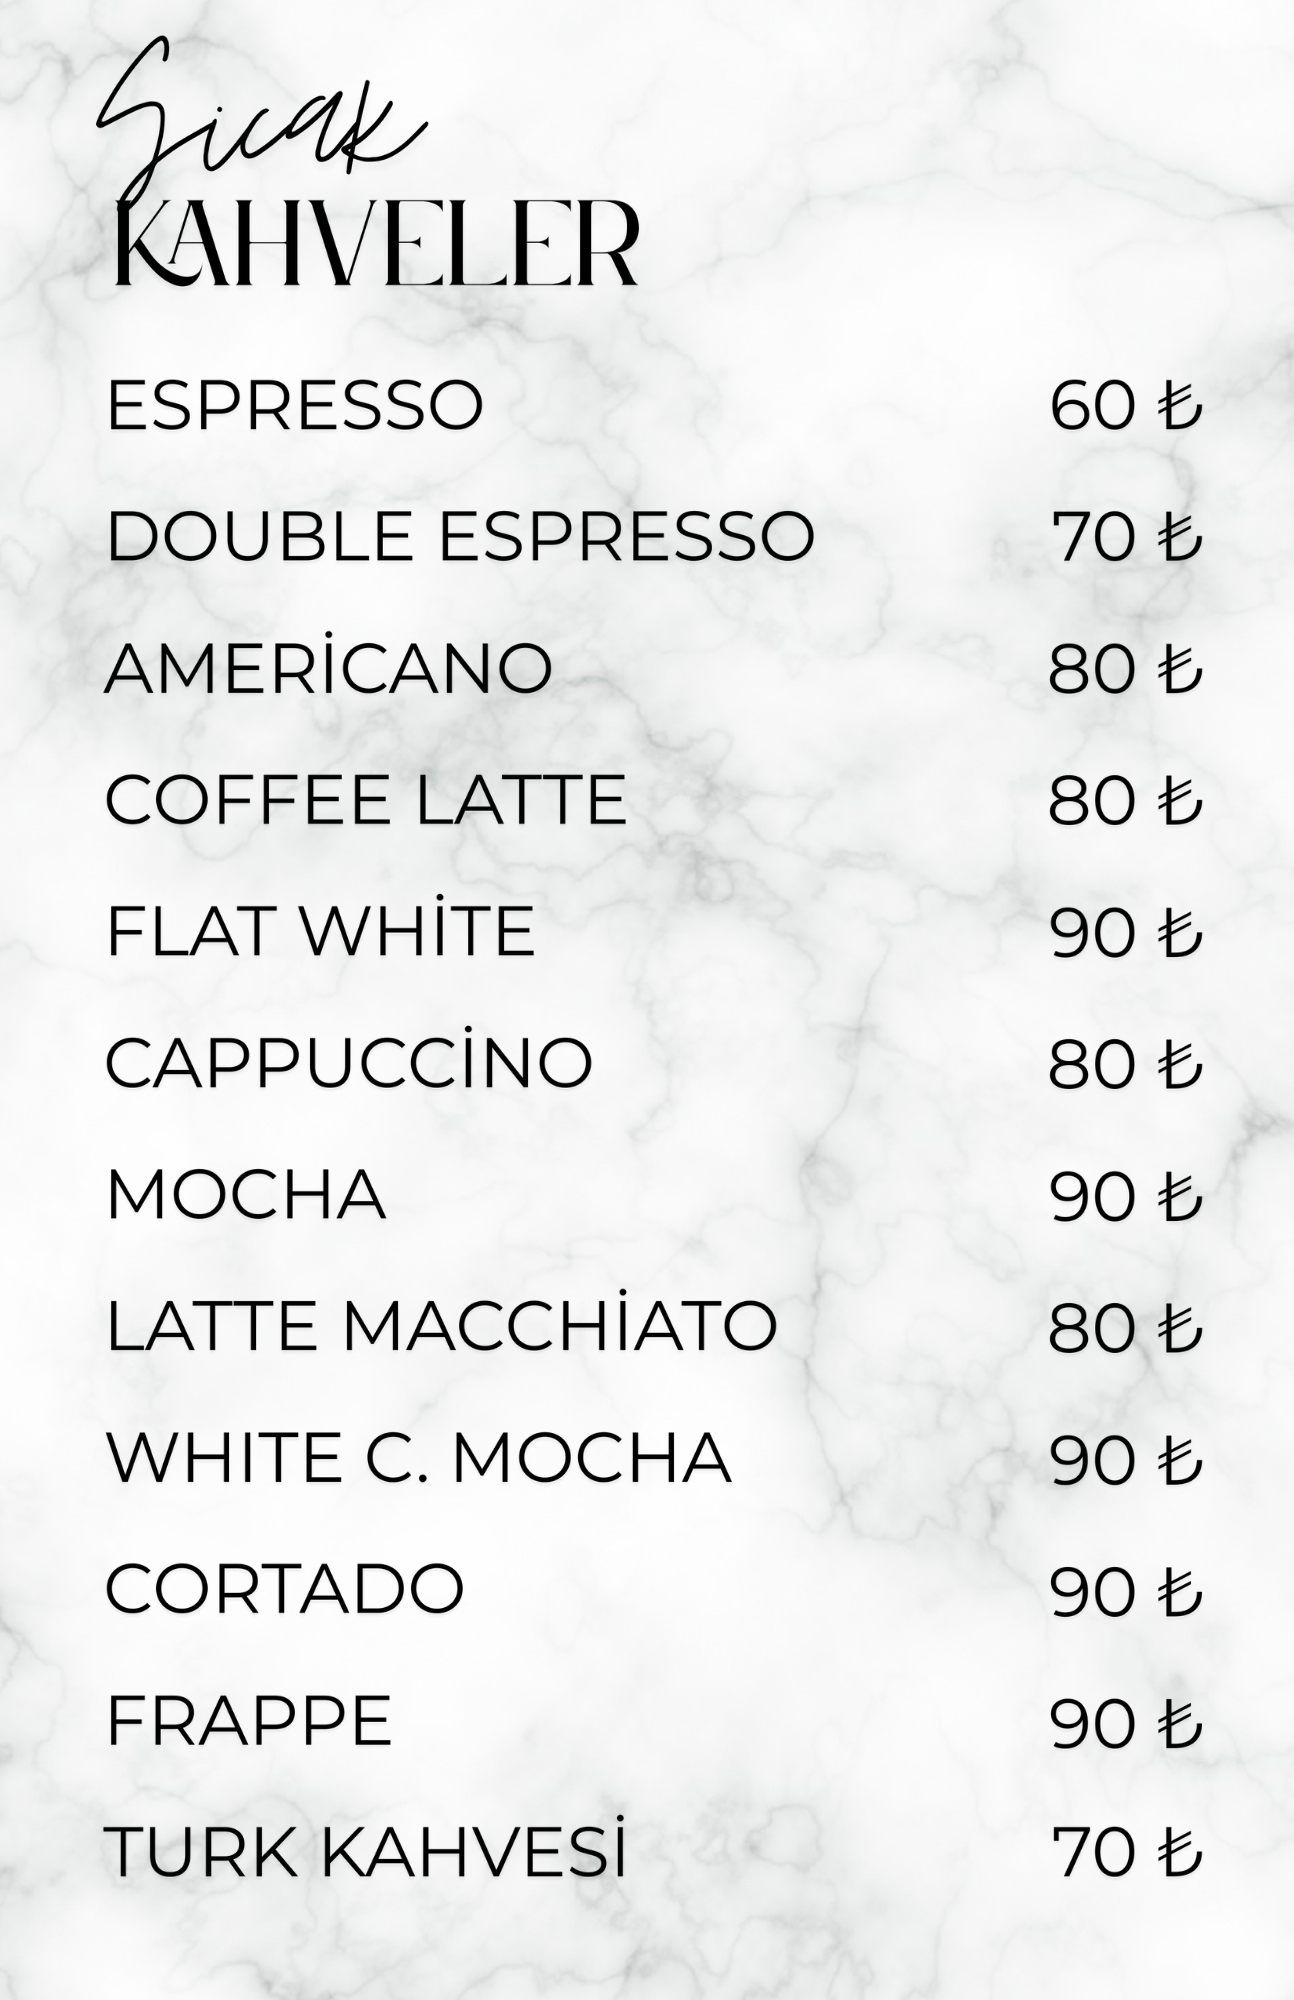 Sicak
KAHVELER
ESPRESSO 60 ₺
DOUBLE ESPRESSO 70 ₺
AMERİCANO 80 ₺
COFFEE LATTE 80 ₺
FLAT WHİTE 90 ₺
CAPPUCCİNO 80 ₺
MOCHA 90 ₺
LATTE MACCHİATO 80 ₺
WHITE C. MOCHA 90 ₺
CORTADO 90 ₺
FRAPPE 90 ₺
TURK KAHVESİ 70 ₺